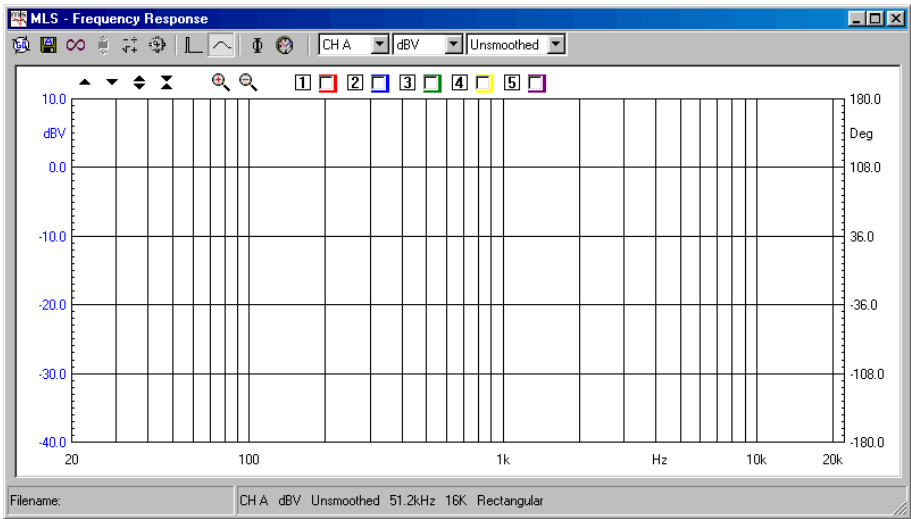 MLS - Frequency Response
CH A dBV Unsmoothed
1 2 3 4 5
10.0 180.0
dBV Deg
0.0 108.0
-10.0 36.0
-20.0 -36.0
-30.0 -108.0
-40.0 -180.0
20 100 1k Hz 10k 20k
Filename: CH A dBV Unsmoothed 51.2kHz 16K Rectangular